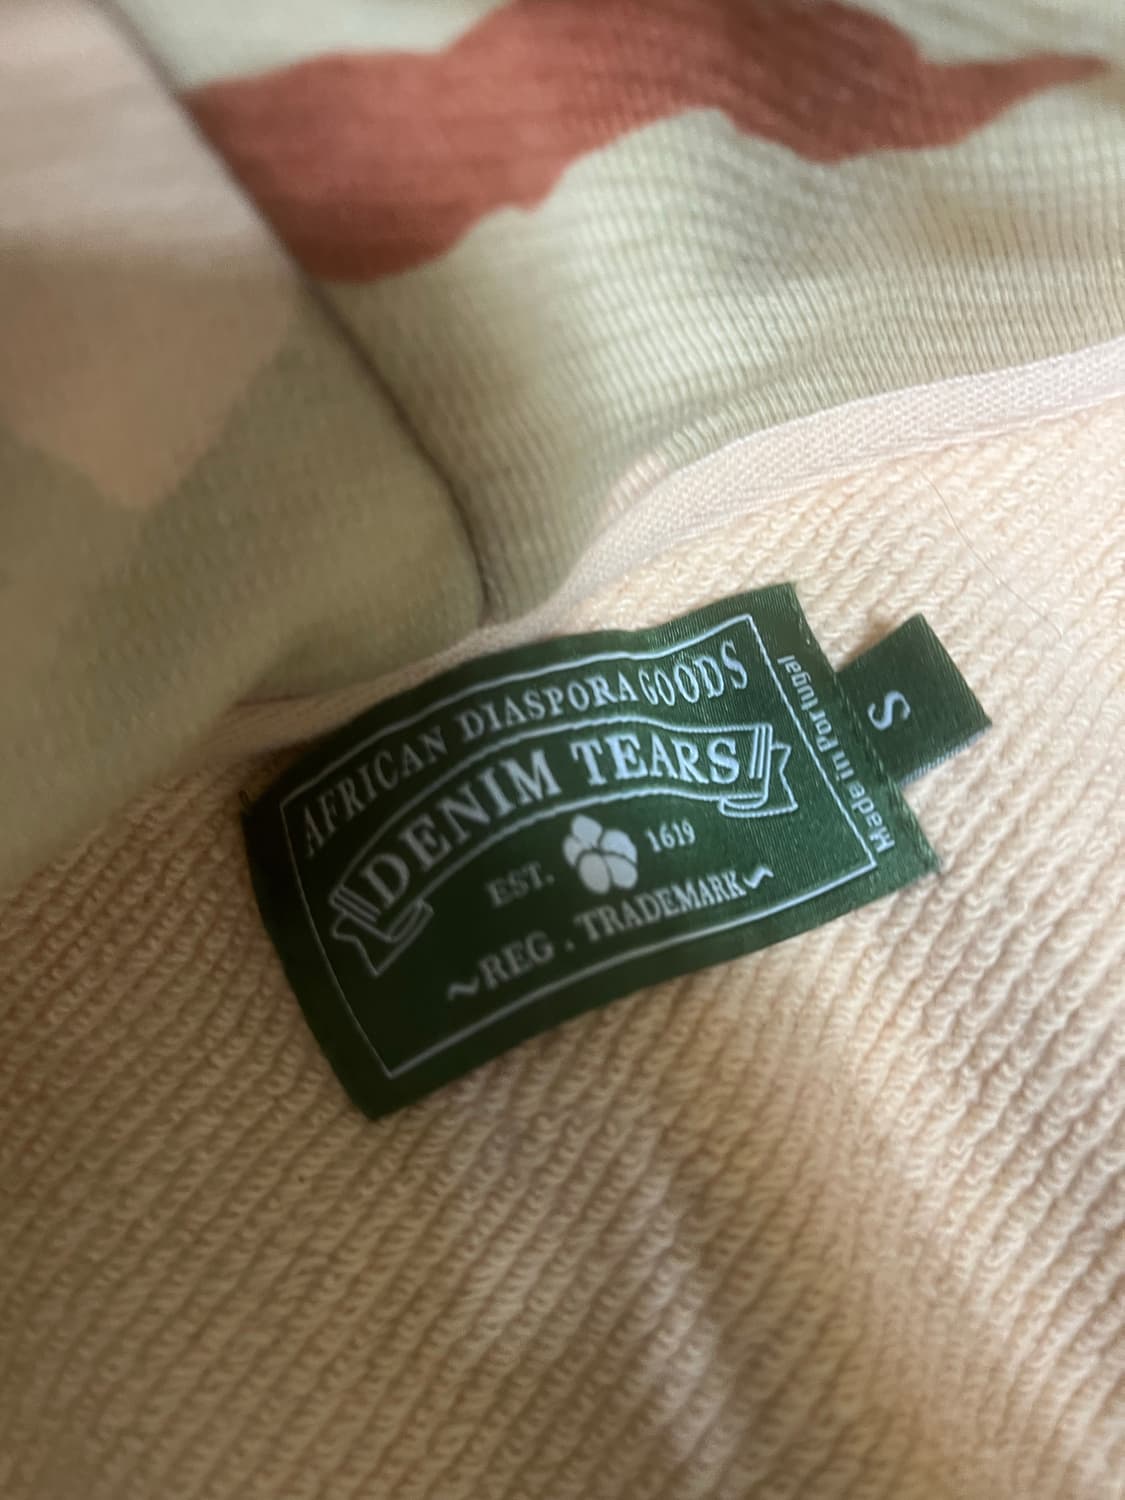 AFRICAN DIASPORA GOODS
DENIM TEARS
EST. 1619
~REG . TRADEMARK~
Made in Portugal
S